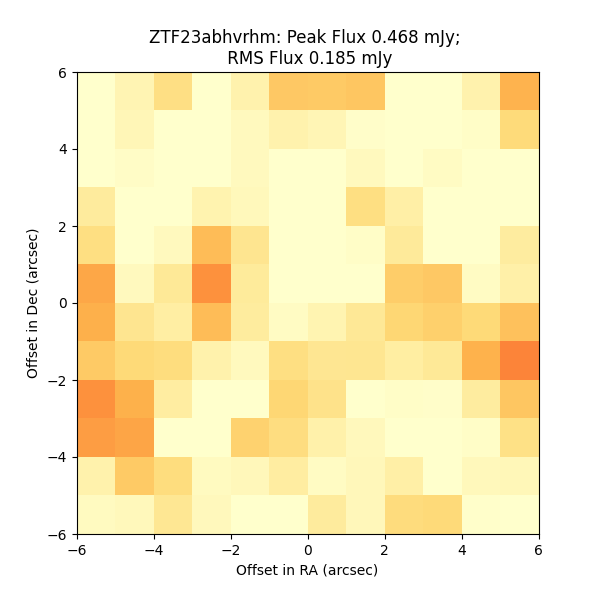 ZTF23abhvrhm: Peak Flux 0.468 mJy;
RMS Flux 0.185 mJy
6
4
2
0
−2
−4
−6
Offset in Dec (arcsec)
−6 −4 −2 0 2 4 6
Offset in RA (arcsec)